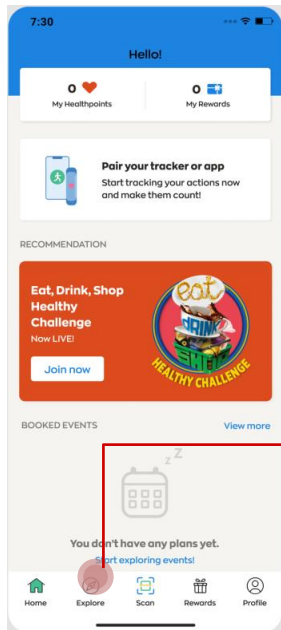 7:30
Hello!
0
My Healthpoints
0
My Rewards
Pair your tracker or app
Start tracking your actions now
and make them count!
RECOMMENDATION
Eat, Drink, Shop
Healthy
Challenge
Now LIVE!
Join now
eat
DRINK
SHOP
HEALTHY CHALLENGE
BOOKED EVENTS
View more
z Z
You don't have any plans yet.
Start exploring events!
Home
Explore
Scan
Rewards
Profile